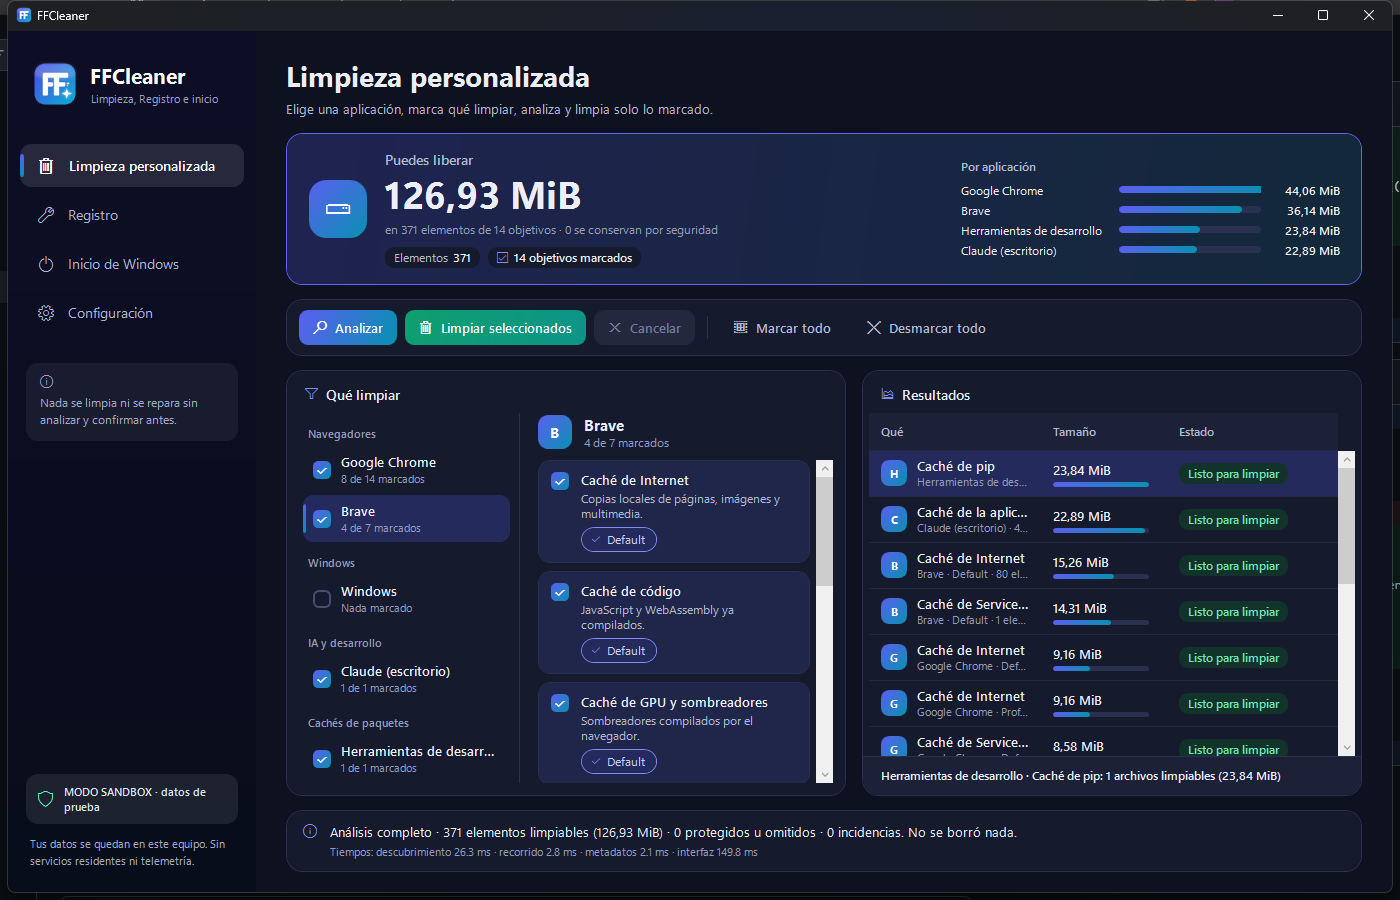 FFCleaner
FFCleaner
Limpieza, Registro e inicio
Limpieza personalizada
Registro
Inicio de Windows
Configuración
Nada se limpia ni se repara sin
analizar y confirmar antes.
MODO SANDBOX · datos de
prueba
Tus datos se quedan en este equipo. Sin
servicios residentes ni telemetría.
Limpieza personalizada
Elige una aplicación, marca qué limpiar, analiza y limpia solo lo marcado.
Puedes liberar
126,93 MiB
en 371 elementos de 14 objetivos · 0 se conservan por seguridad
Elementos 371
14 objetivos marcados
Por aplicación
Google Chrome 44,06 MiB
Brave 36,14 MiB
Herramientas de desarrollo 23,84 MiB
Claude (escritorio) 22,89 MiB
Analizar
Limpiar seleccionados
Cancelar
Marcar todo
Desmarcar todo
Qué limpiar
Navegadores
Google Chrome
8 de 14 marcados
Brave
4 de 7 marcados
Windows
Windows
Nada marcado
IA y desarrollo
Claude (escritorio)
1 de 1 marcados
Cachés de paquetes
Herramientas de desarr...
1 de 1 marcados
B
Brave
4 de 7 marcados
Caché de Internet
Copias locales de páginas, imágenes y
multimedia.
Default
Caché de código
JavaScript y WebAssembly ya
compilados.
Default
Caché de GPU y sombreadores
Sombreadores compilados por el
navegador.
Default
Resultados
Qué Tamaño Estado
H Caché de pip 23,84 MiB Listo para limpiar
Herramientas de des...
C Caché de la aplic... 22,89 MiB Listo para limpiar
Claude (escritorio) · 4...
B Caché de Internet 15,26 MiB Listo para limpiar
Brave · Default · 80 el...
B Caché de Service... 14,31 MiB Listo para limpiar
Brave · Default · 1 ele...
G Caché de Internet 9,16 MiB Listo para limpiar
Google Chrome · Def...
G Caché de Internet 9,16 MiB Listo para limpiar
Google Chrome · Prof...
G Caché de Service... 8,58 MiB Listo para limpiar
Herramientas de desarrollo · Caché de pip: 1 archivos limpiables (23,84 MiB)
Análisis completo · 371 elementos limpiables (126,93 MiB) · 0 protegidos u omitidos · 0 incidencias. No se borró nada.
Tiempos: descubrimiento 26.3 ms · recorrido 2.8 ms · metadatos 2.1 ms · interfaz 149.8 ms